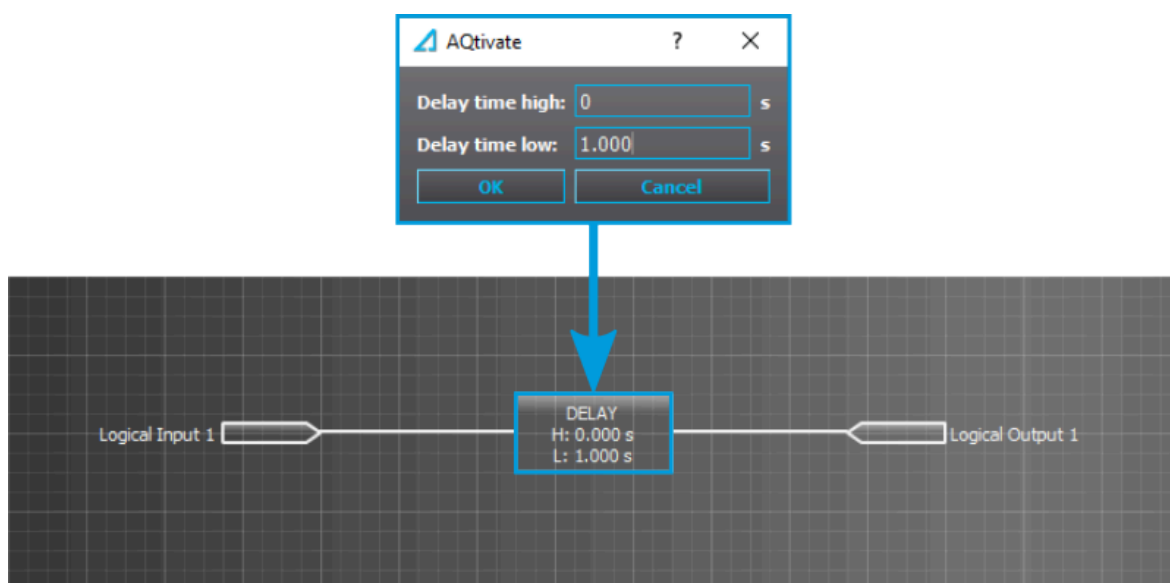 AQtivate ?
Delay time high: 0 s
Delay time low: 1.000 s
OK Cancel
DELAY
H: 0.000 s
L: 1.000 s
Logical Input 1
Logical Output 1